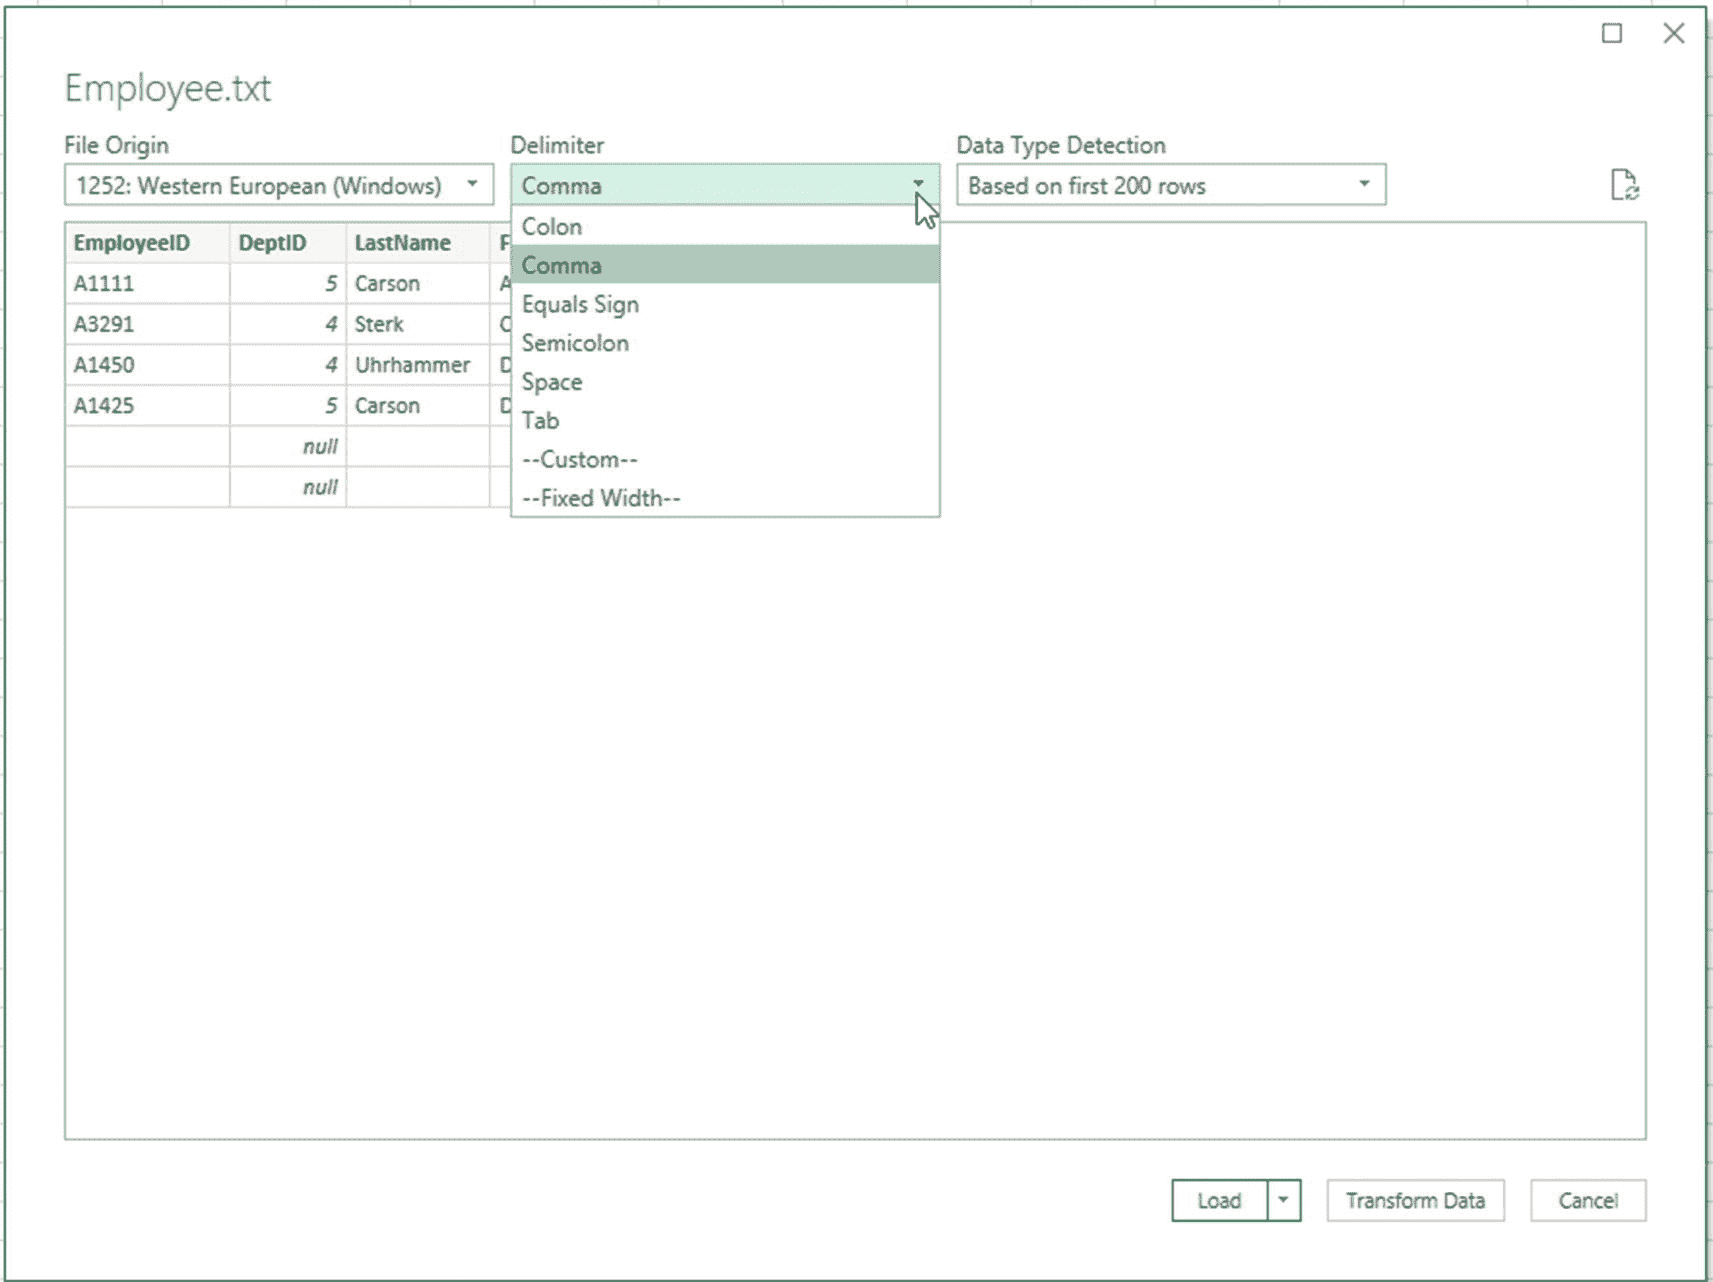 Employee.txt
File Origin Delimiter Data Type Detection
1252: Western European (Windows) Comma Based on first 200 rows
Colon
EmployeeID DeptID LastName F
Comma
A1111 5 Carson A
Equals Sign
A3291 4 Sterk
Semicolon
A1450 4 Uhrhammer D
Space
A1425 5 Carson D
Tab
null
--Custom--
null
--Fixed Width--
Load Transform Data Cancel